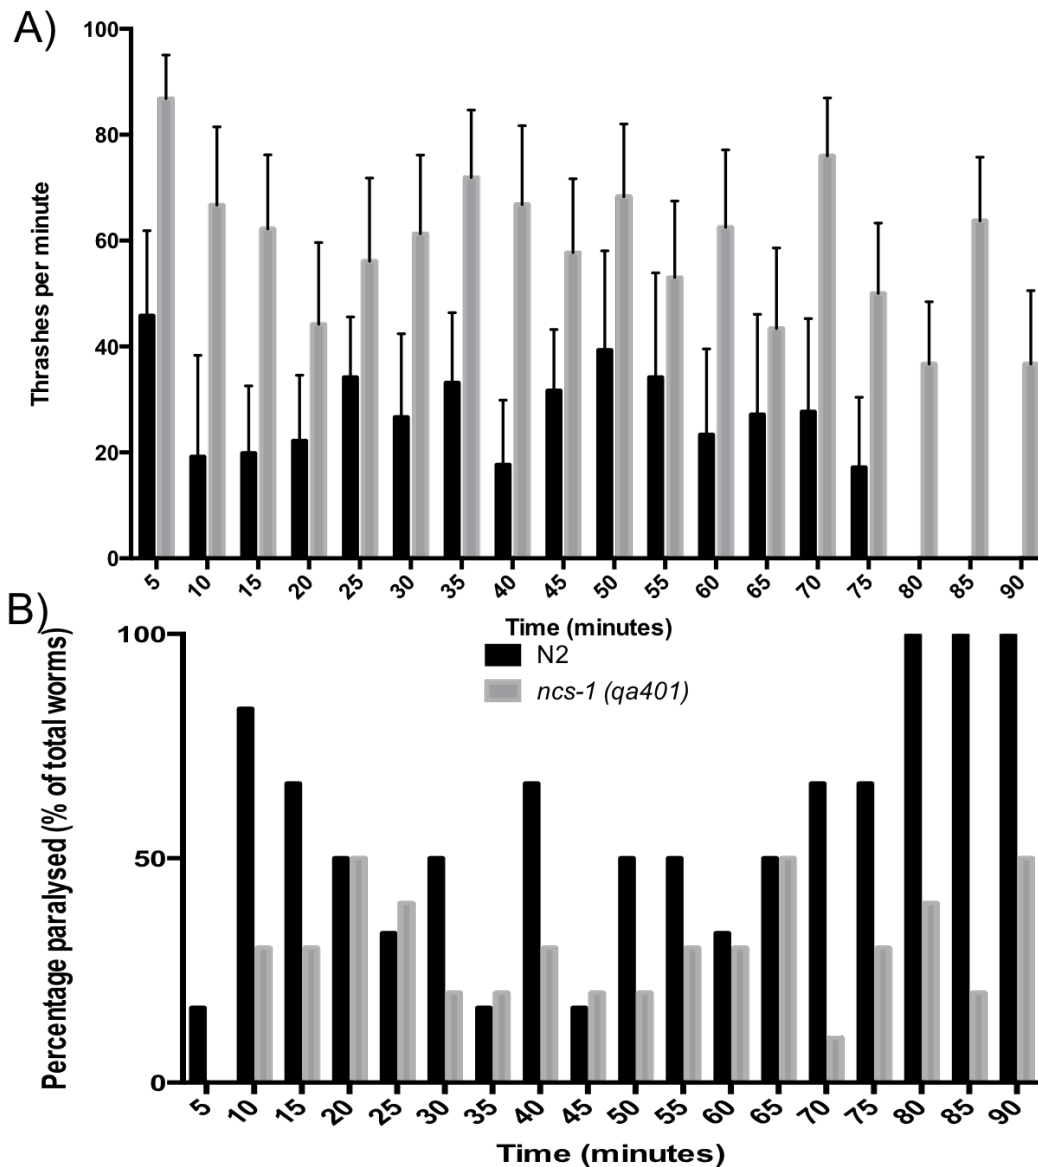 A)
Thrashes per minute
100
80
60
40
20
0
5 10 15 20 25 30 35 40 45 50 55 60 65 70 75 80 85 90
Time (minutes)
B)
Percentage paralysed (% of total worms)
100
50
0
N2
ncs-1 (qa401)
5 10 15 20 25 30 35 40 45 50 55 60 65 70 75 80 85 90
Time (minutes)